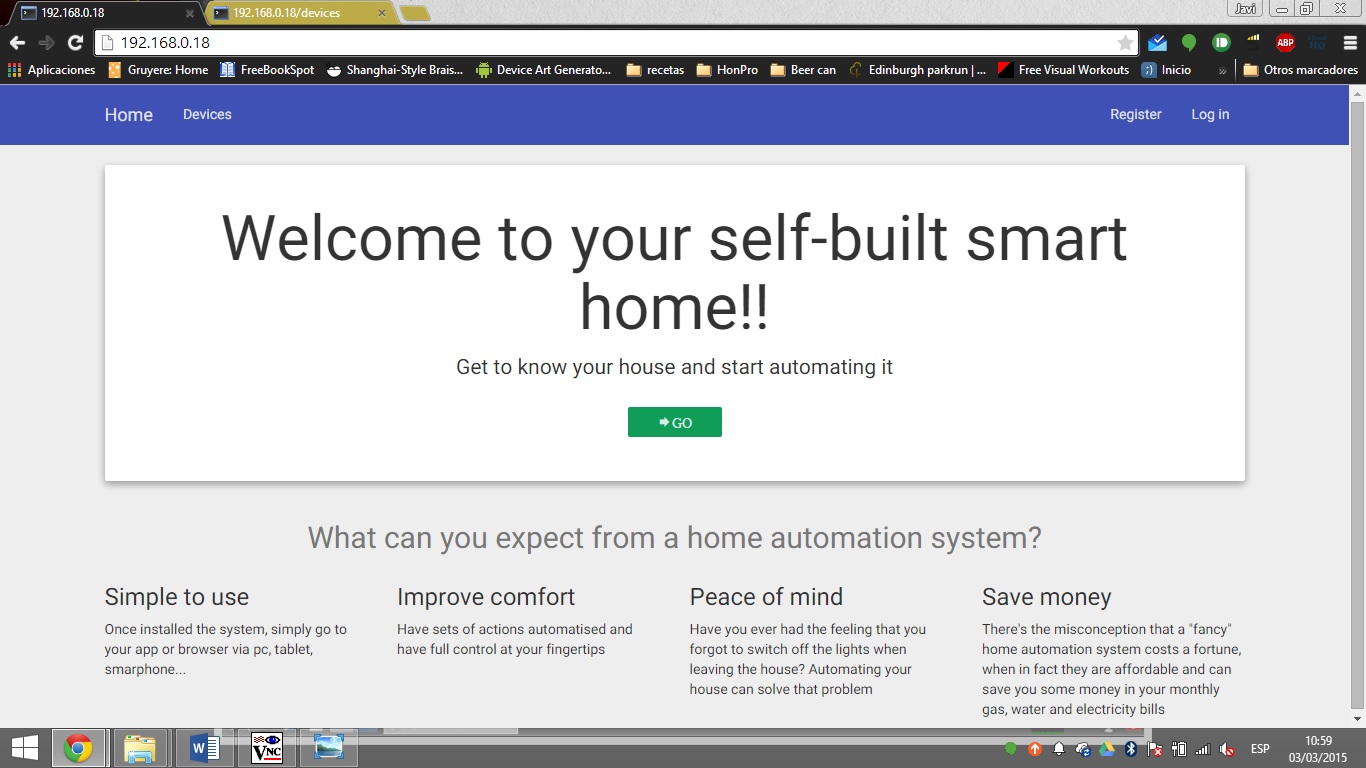 192.168.0.18
192.168.0.18/devices
Javi
192.168.0.18
ABP
Aplicaciones
Gruyere: Home
FreeBookSpot
Shanghai-Style Brais...
Device Art Generato...
recetas
HonPro
Beer can
Edinburgh parkrun | ...
Free Visual Workouts
Inicio
»
Otros marcadores
Home
Devices
Register
Log in
Welcome to your self-built smart
home!!
Get to know your house and start automating it
GO
What can you expect from a home automation system?
Simple to use
Once installed the system, simply go to
your app or browser via pc, tablet,
smarphone...
Improve comfort
Have sets of actions automatised and
have full control at your fingertips
Peace of mind
Have you ever had the feeling that you
forgot to switch off the lights when
leaving the house? Automating your
house can solve that problem
Save money
There's the misconception that a "fancy"
home automation system costs a fortune,
when in fact they are affordable and can
save you some money in your monthly
gas, water and electricity bills
VNC
ESP
10:59
03/03/2015